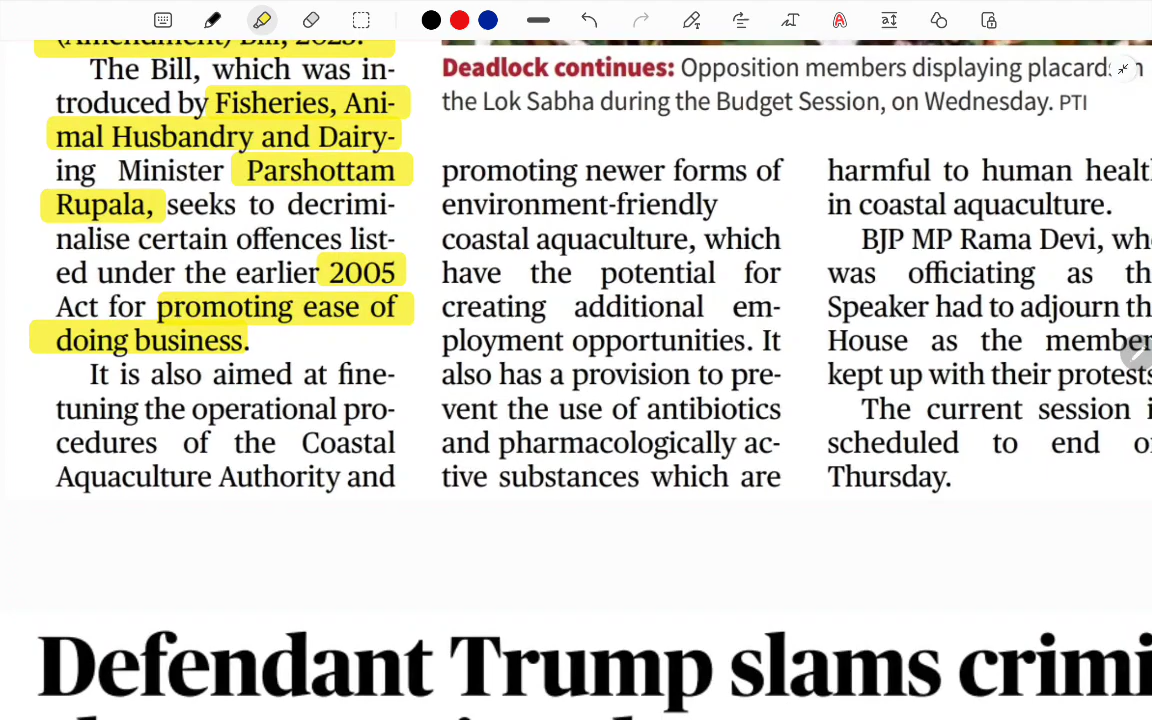 (Amendment) Bill, 2023.
The Bill, which was in-
troduced by Fisheries, Ani-
mal Husbandry and Dairy-
ing Minister Parshottam
Rupala, seeks to decrimi-
nalise certain offences list-
ed under the earlier 2005
Act for promoting ease of
doing business.
It is also aimed at fine-
tuning the operational pro-
cedures of the Coastal
Aquaculture Authority and
Deadlock continues: Opposition members displaying placards
the Lok Sabha during the Budget Session, on Wednesday. PTI
promoting newer forms of
environment-friendly
coastal aquaculture, which
have the potential for
creating additional em-
ployment opportunities. It
also has a provision to pre-
vent the use of antibiotics
and pharmacologically ac-
tive substances which are
harmful to human health
in coastal aquaculture.
BJP MP Rama Devi, who
was officiating as th
Speaker had to adjourn th
House as the member
kept up with their protests
The current session i
scheduled to end o
Thursday.
Defendant Trump slams crimi